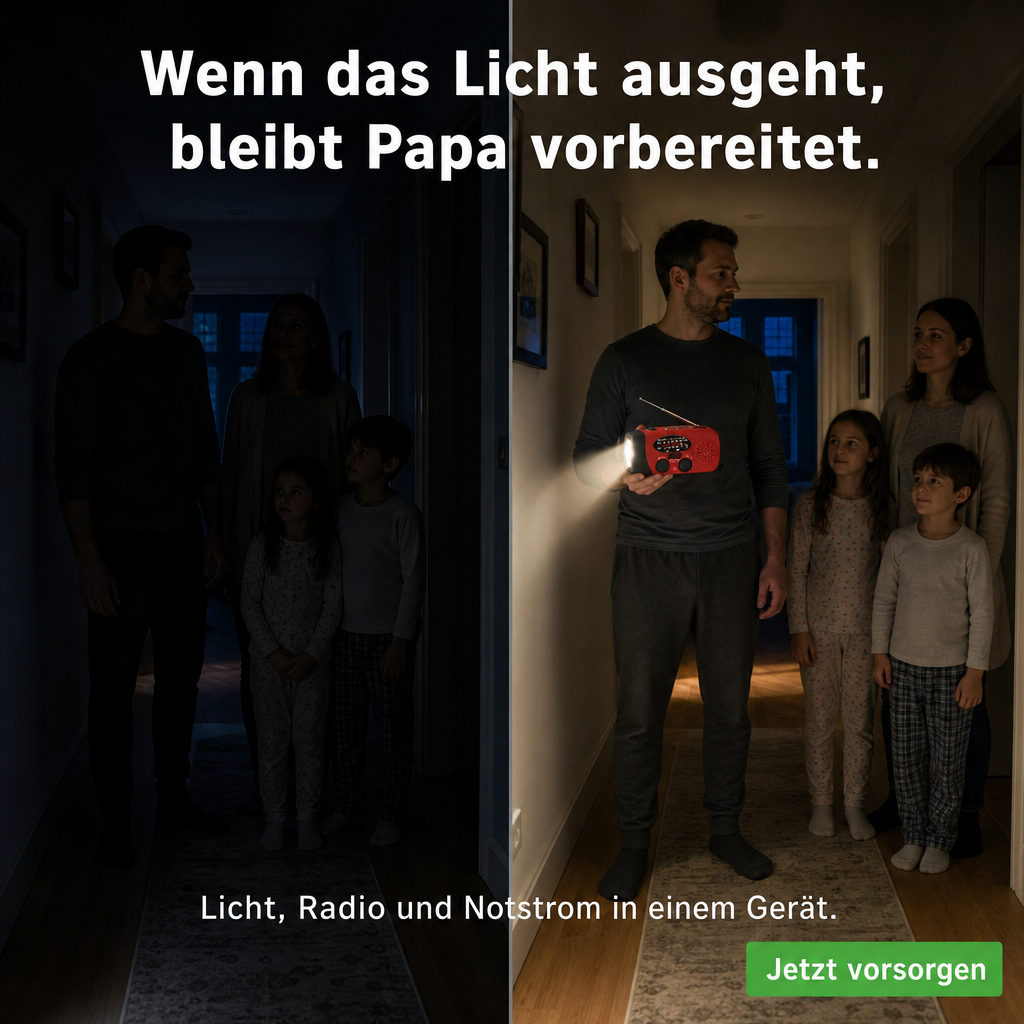 Wenn das Licht ausgeht,
bleibt Papa vorbereitet.
Licht, Radio und Notstrom in einem Gerät.
Jetzt vorsorgen